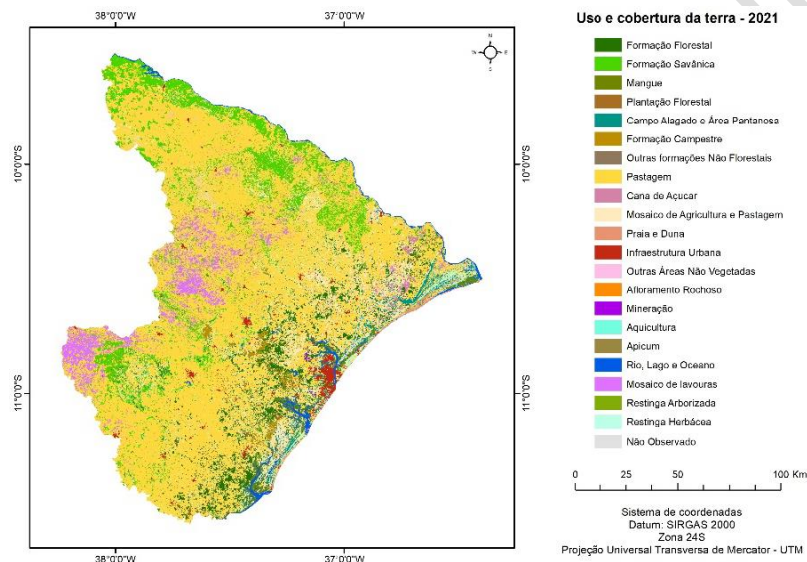 38°0'0"W
37°0'0"W
N
W
E
S
10°0'0"S
10°0'0"S
11°0'0"S
11°0'0"S
38°0'0"W
37°0'0"W
Uso e cobertura da terra - 2021
Formação Florestal
Formação Savânica
Mangue
Plantação Florestal
Campo Alagado e Área Pantanosa
Formação Campestre
Outras formações Não Florestais
Pastagem
Cana de Açucar
Mosaico de Agricultura e Pastagem
Praia e Duna
Infraestrutura Urbana
Outras Áreas Não Vegetadas
Afloramento Rochoso
Mineração
Aquicultura
Apicum
Rio, Lago e Oceano
Mosaico de lavouras
Restinga Arborizada
Restinga Herbácea
Não Observado
0 25 50 100 Km
Sistema de coordenadas
Datum: SIRGAS 2000
Zona 24S
Projeção Universal Transversa de Mercator - UTM